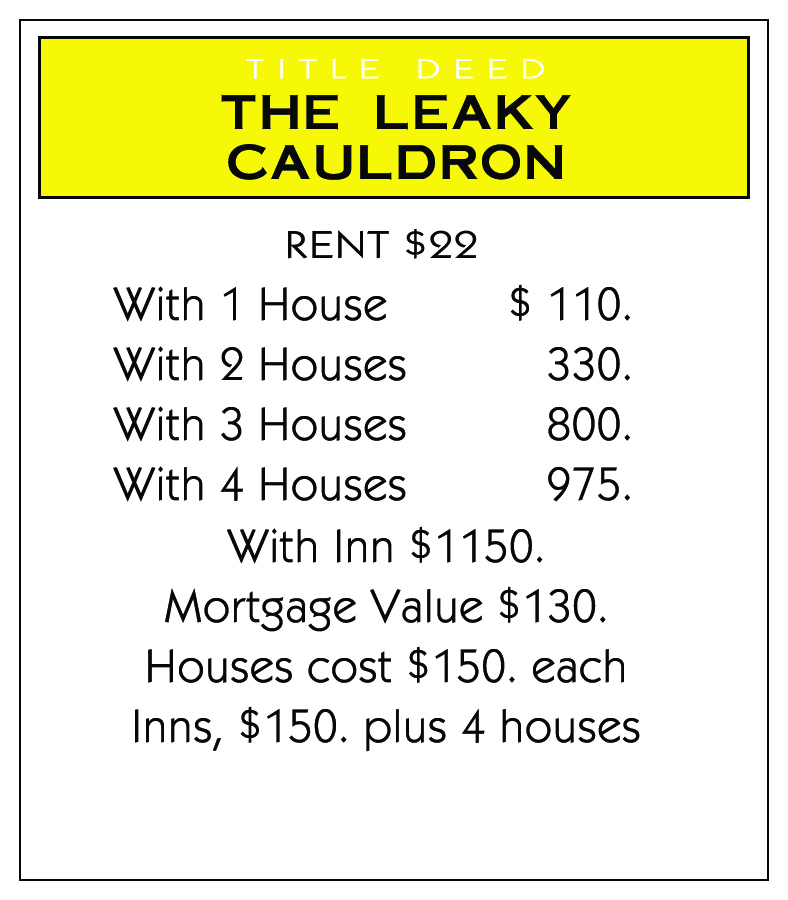 TITLE DEED
THE LEAKY
CAULDRON
RENT $22
With 1 House $ 110.
With 2 Houses 330.
With 3 Houses 800.
With 4 Houses 975.
With Inn $1150.
Mortgage Value $130.
Houses cost $150. each
Inns, $150. plus 4 houses